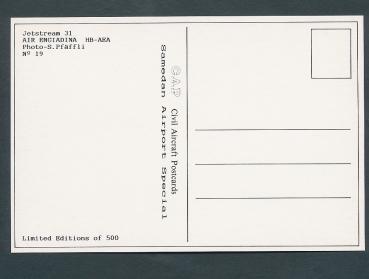 Jetstream 31
AIR ENGIADINA HB-AEA
Photo-S.Pfäffli
Nº 19
CAP Civil Aircraft Postcards
Samedan Airport Special
Limited Editions of 500